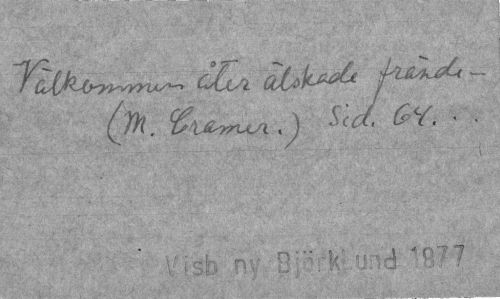 Välkommen åter älskade frände –
(M. Cramer.) Sid. 64. . .
Visb ny BjörkLund 1877